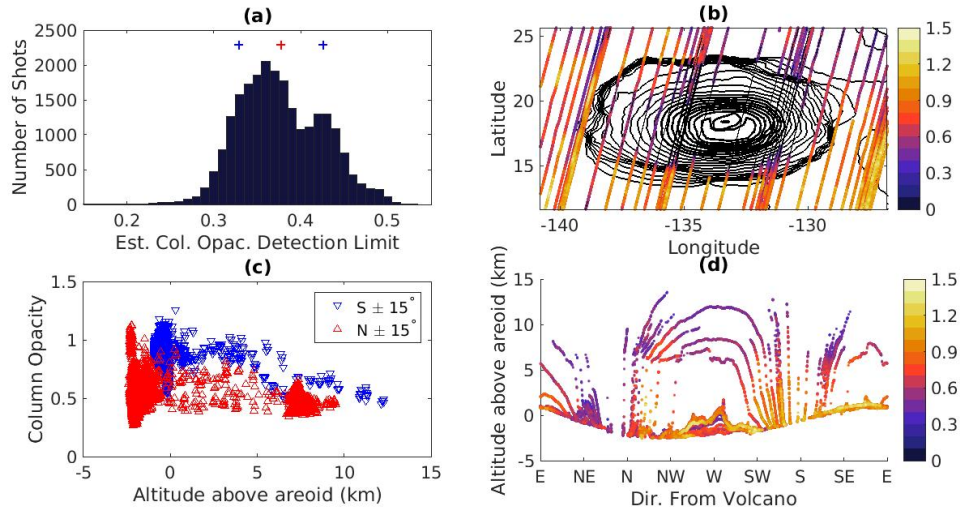 (a)
2500
2000
1500
1000
500
0
0.2 0.3 0.4 0.5
Number of Shots
Est. Col. Opac. Detection Limit
(b)
25
20
15
-140 -135 -130
Latitude
Longitude
1.5
1.2
0.9
0.6
0.3
0
(c)
1.5
1
0.5
0
-5 0 5 10 15
Column Opacity
Altitude above areoid (km)
S ± 15°
N ± 15°
(d)
15
10
5
0
-5
E NE N NW W SW S SE E
Altitude above areoid (km)
Dir. From Volcano
1.5
1.2
0.9
0.6
0.3
0